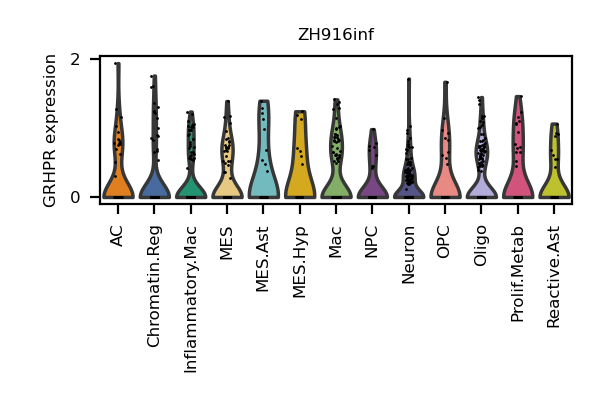 ZH916inf
GRHPR expression
2
0
AC
Chromatin.Reg
Inflammatory.Mac
MES
MES.Ast
MES.Hyp
Mac
NPC
Neuron
OPC
Oligo
Prolif.Metab
Reactive.Ast